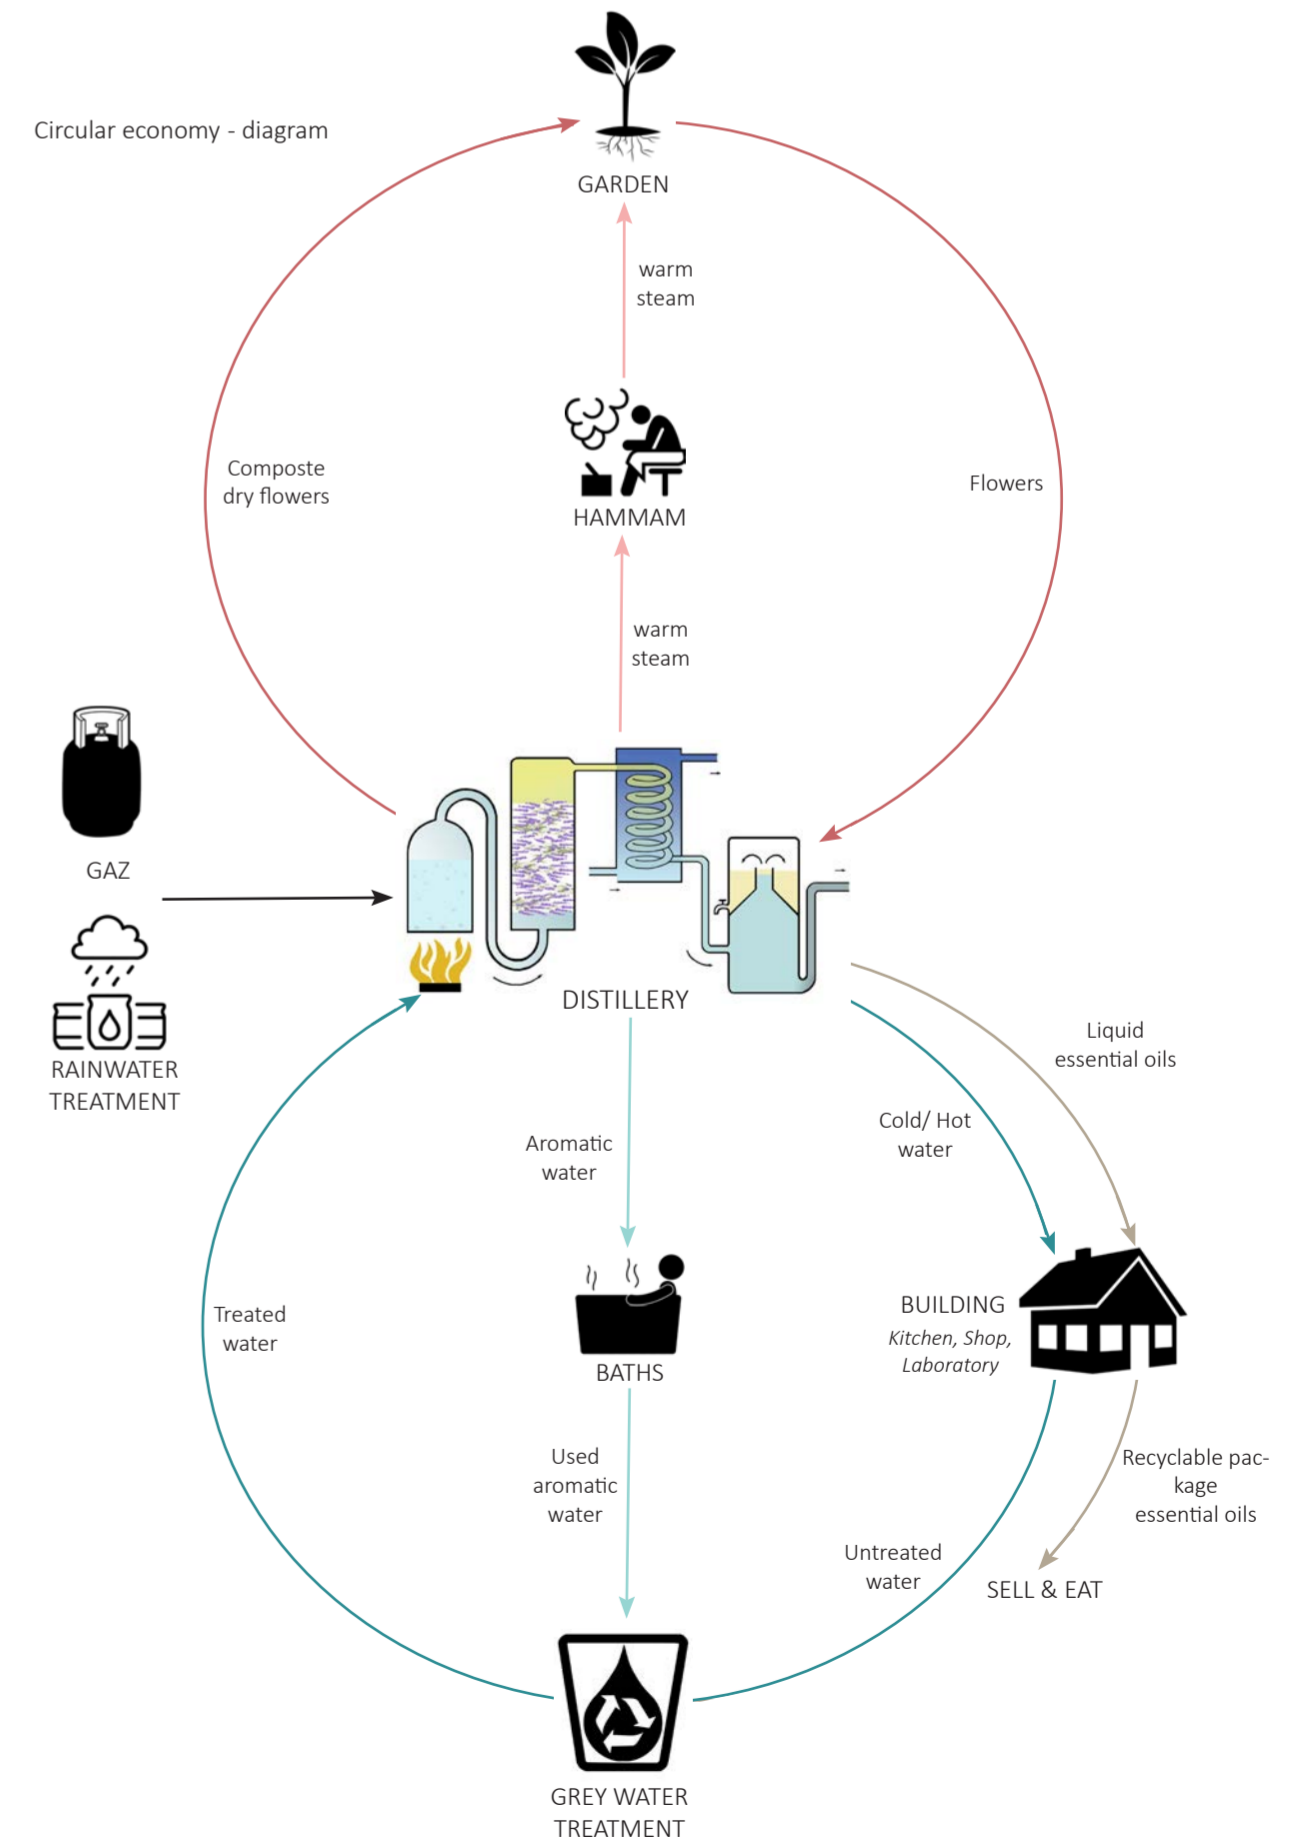 Circular economy - diagram
GARDEN
warm
steam
Composte
dry flowers
Flowers
HAMMAM
warm
steam
GAZ
RAINWATER
TREATMENT
DISTILLERY
Liquid
essential oils
Cold/ Hot
water
Aromatic
water
Treated
water
BUILDING
Kitchen, Shop,
Laboratory
BATHS
Used
aromatic
water
Recyclable pac-
kage
essential oils
Untreated
water
SELL & EAT
GREY WATER
TREATMENT